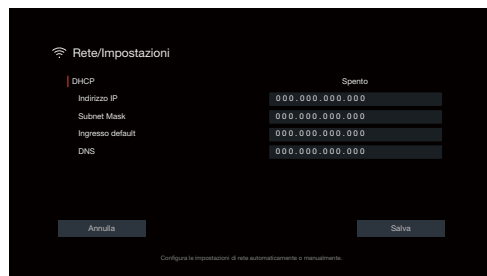 Rete/Impostazioni
DHCP Spento
Indirizzo IP 000.000.000.000
Subnet Mask 000.000.000.000
Ingresso default 000.000.000.000
DNS 000.000.000.000
Annulla Salva
Configura le impostazioni di rete automaticamente o manualmente.